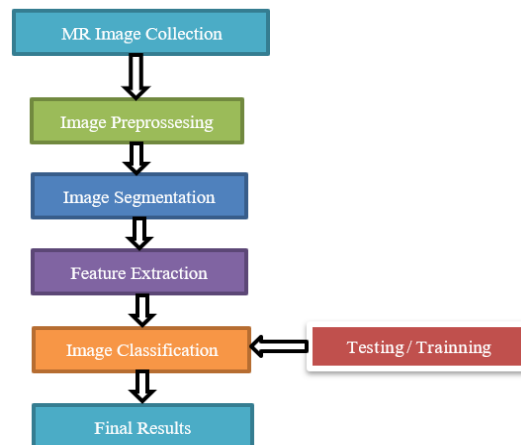 MR Image Collection
Image Preprossesing
Image Segmentation
Feature Extraction
Image Classification
Testing / Trainning
Final Results